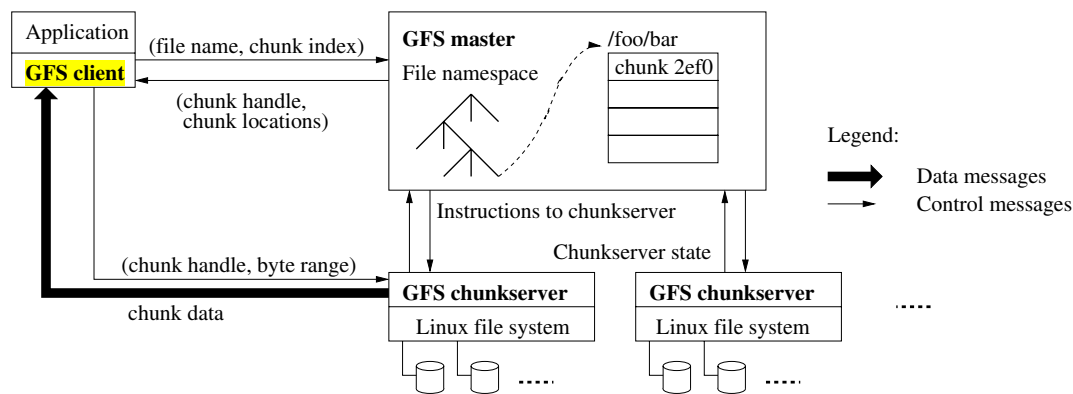 Application
GFS client
(file name, chunk index)
(chunk handle,
chunk locations)
GFS master
File namespace
/foo/bar
chunk 2ef0
Legend:
Data messages
Control messages
Instructions to chunkserver
Chunkserver state
(chunk handle, byte range)
chunk data
GFS chunkserver
Linux file system
GFS chunkserver
Linux file system